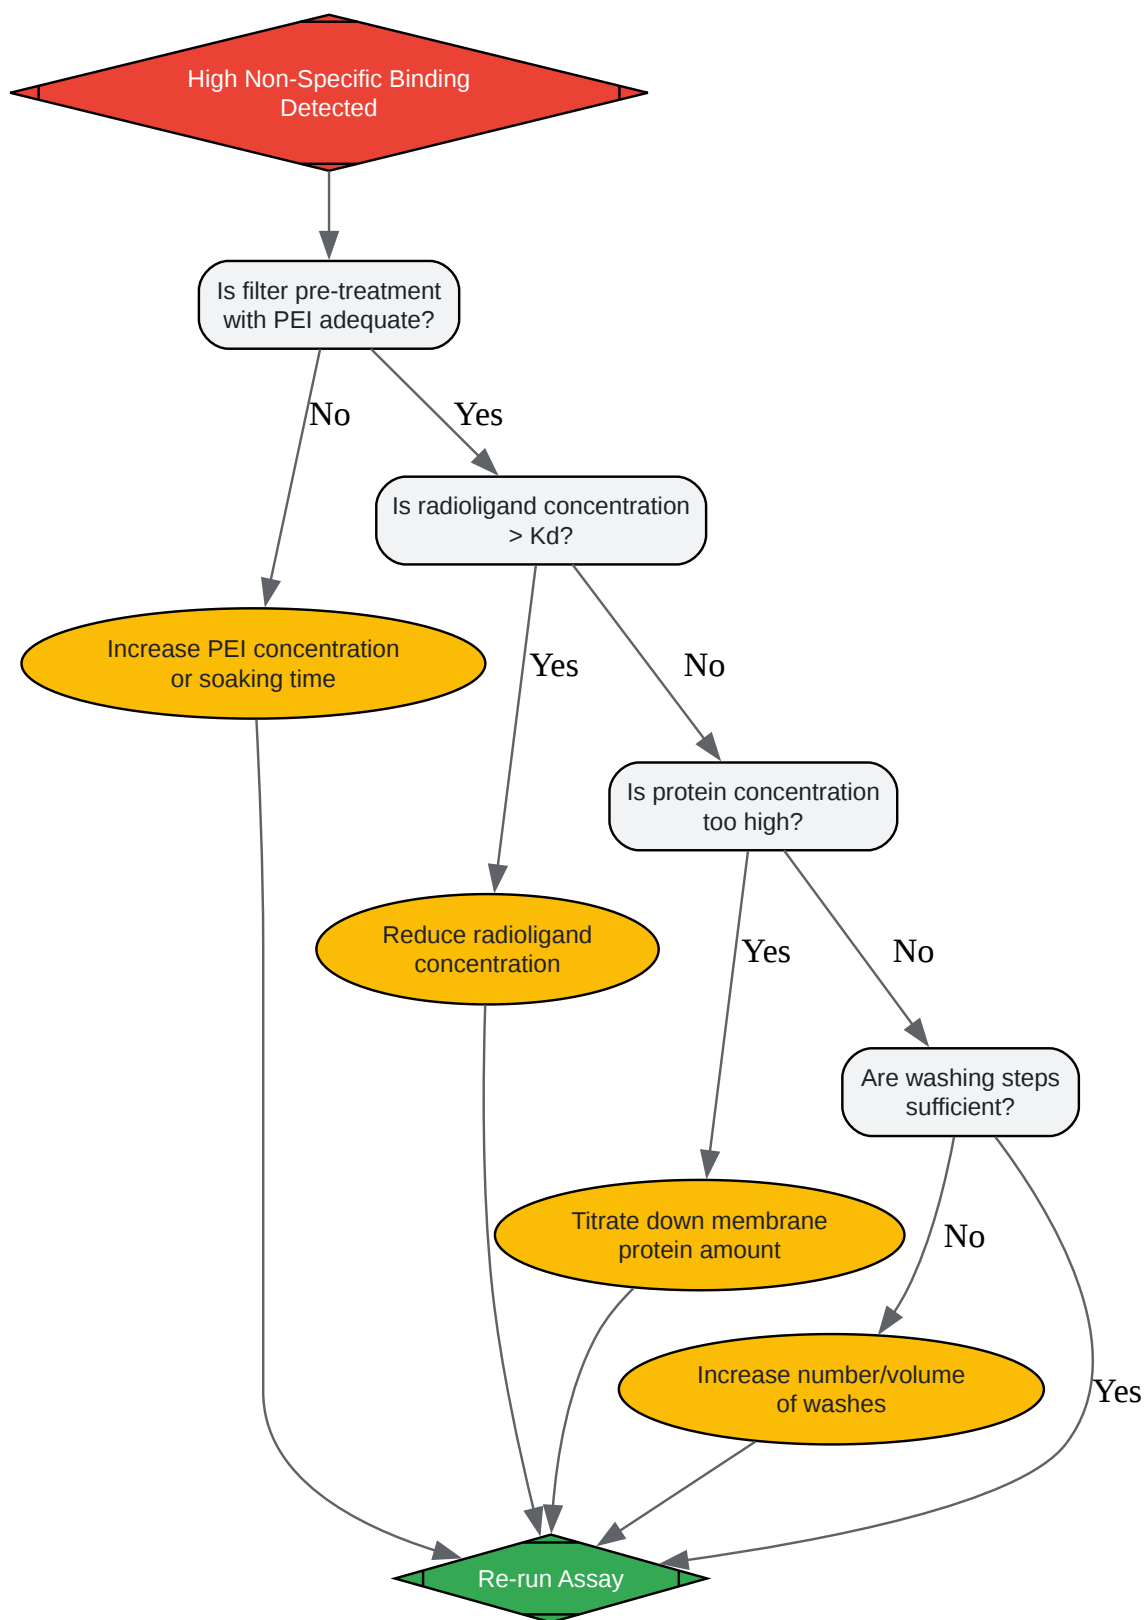 High Non-Specific Binding
Detected
Is filter pre-treatment
with PEI adequate?
No
Yes
Is radioligand concentration
> Kd?
Increase PEI concentration
or soaking time
Yes
No
Is protein concentration
too high?
Reduce radioligand
concentration
Yes
No
Are washing steps
sufficient?
Titrate down membrane
protein amount
No
Increase number/volume
of washes
Yes
Re-run Assay